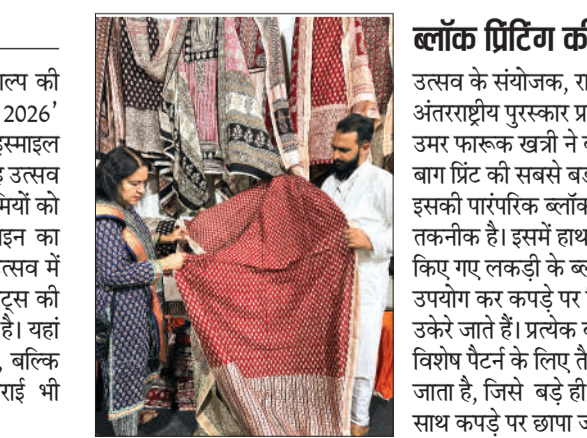 ल्प की
2026’
इस्माइल
उत्सव
मियों को
इन का
त्सव में
ट्स की
है। यहां
, बल्कि
राई भी
ब्लॉक प्रिंटिंग की
उत्सव के संयोजक,
अंतरराष्ट्रीय पुरस्कार
उमर फारूक खत्री ने
बाग प्रिंट की सबसे
इसकी पारंपरिक ब्लॉक
तकनीक है। इसमें हाथ
किए गए लकड़ी के
उपयोग कर कपड़े पर
उकेरे जाते हैं। प्रत्येक
विशेष पैटर्न के लिए
जाता है, जिसे बड़े ही
साथ कपड़े पर छापा